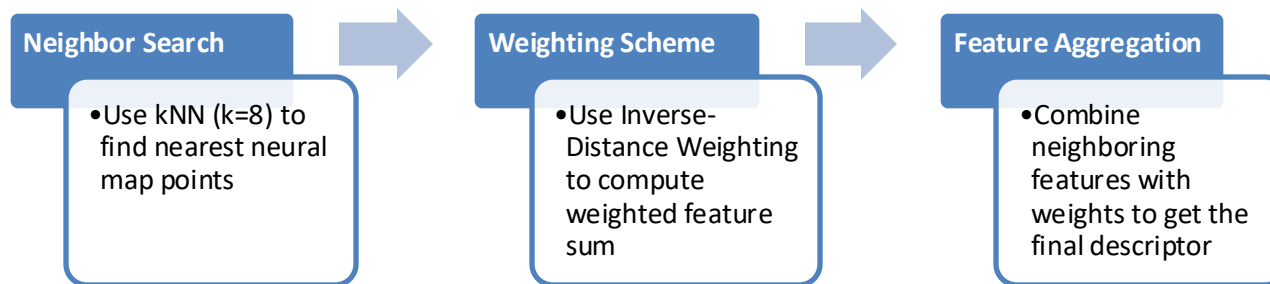 Neighbor Search
•Use kNN (k=8) to
find nearest neural
map points
Weighting Scheme
•Use Inverse-
Distance Weighting
to compute
weighted feature
sum
Feature Aggregation
•Combine
neighboring
features with
weights to get the
final descriptor